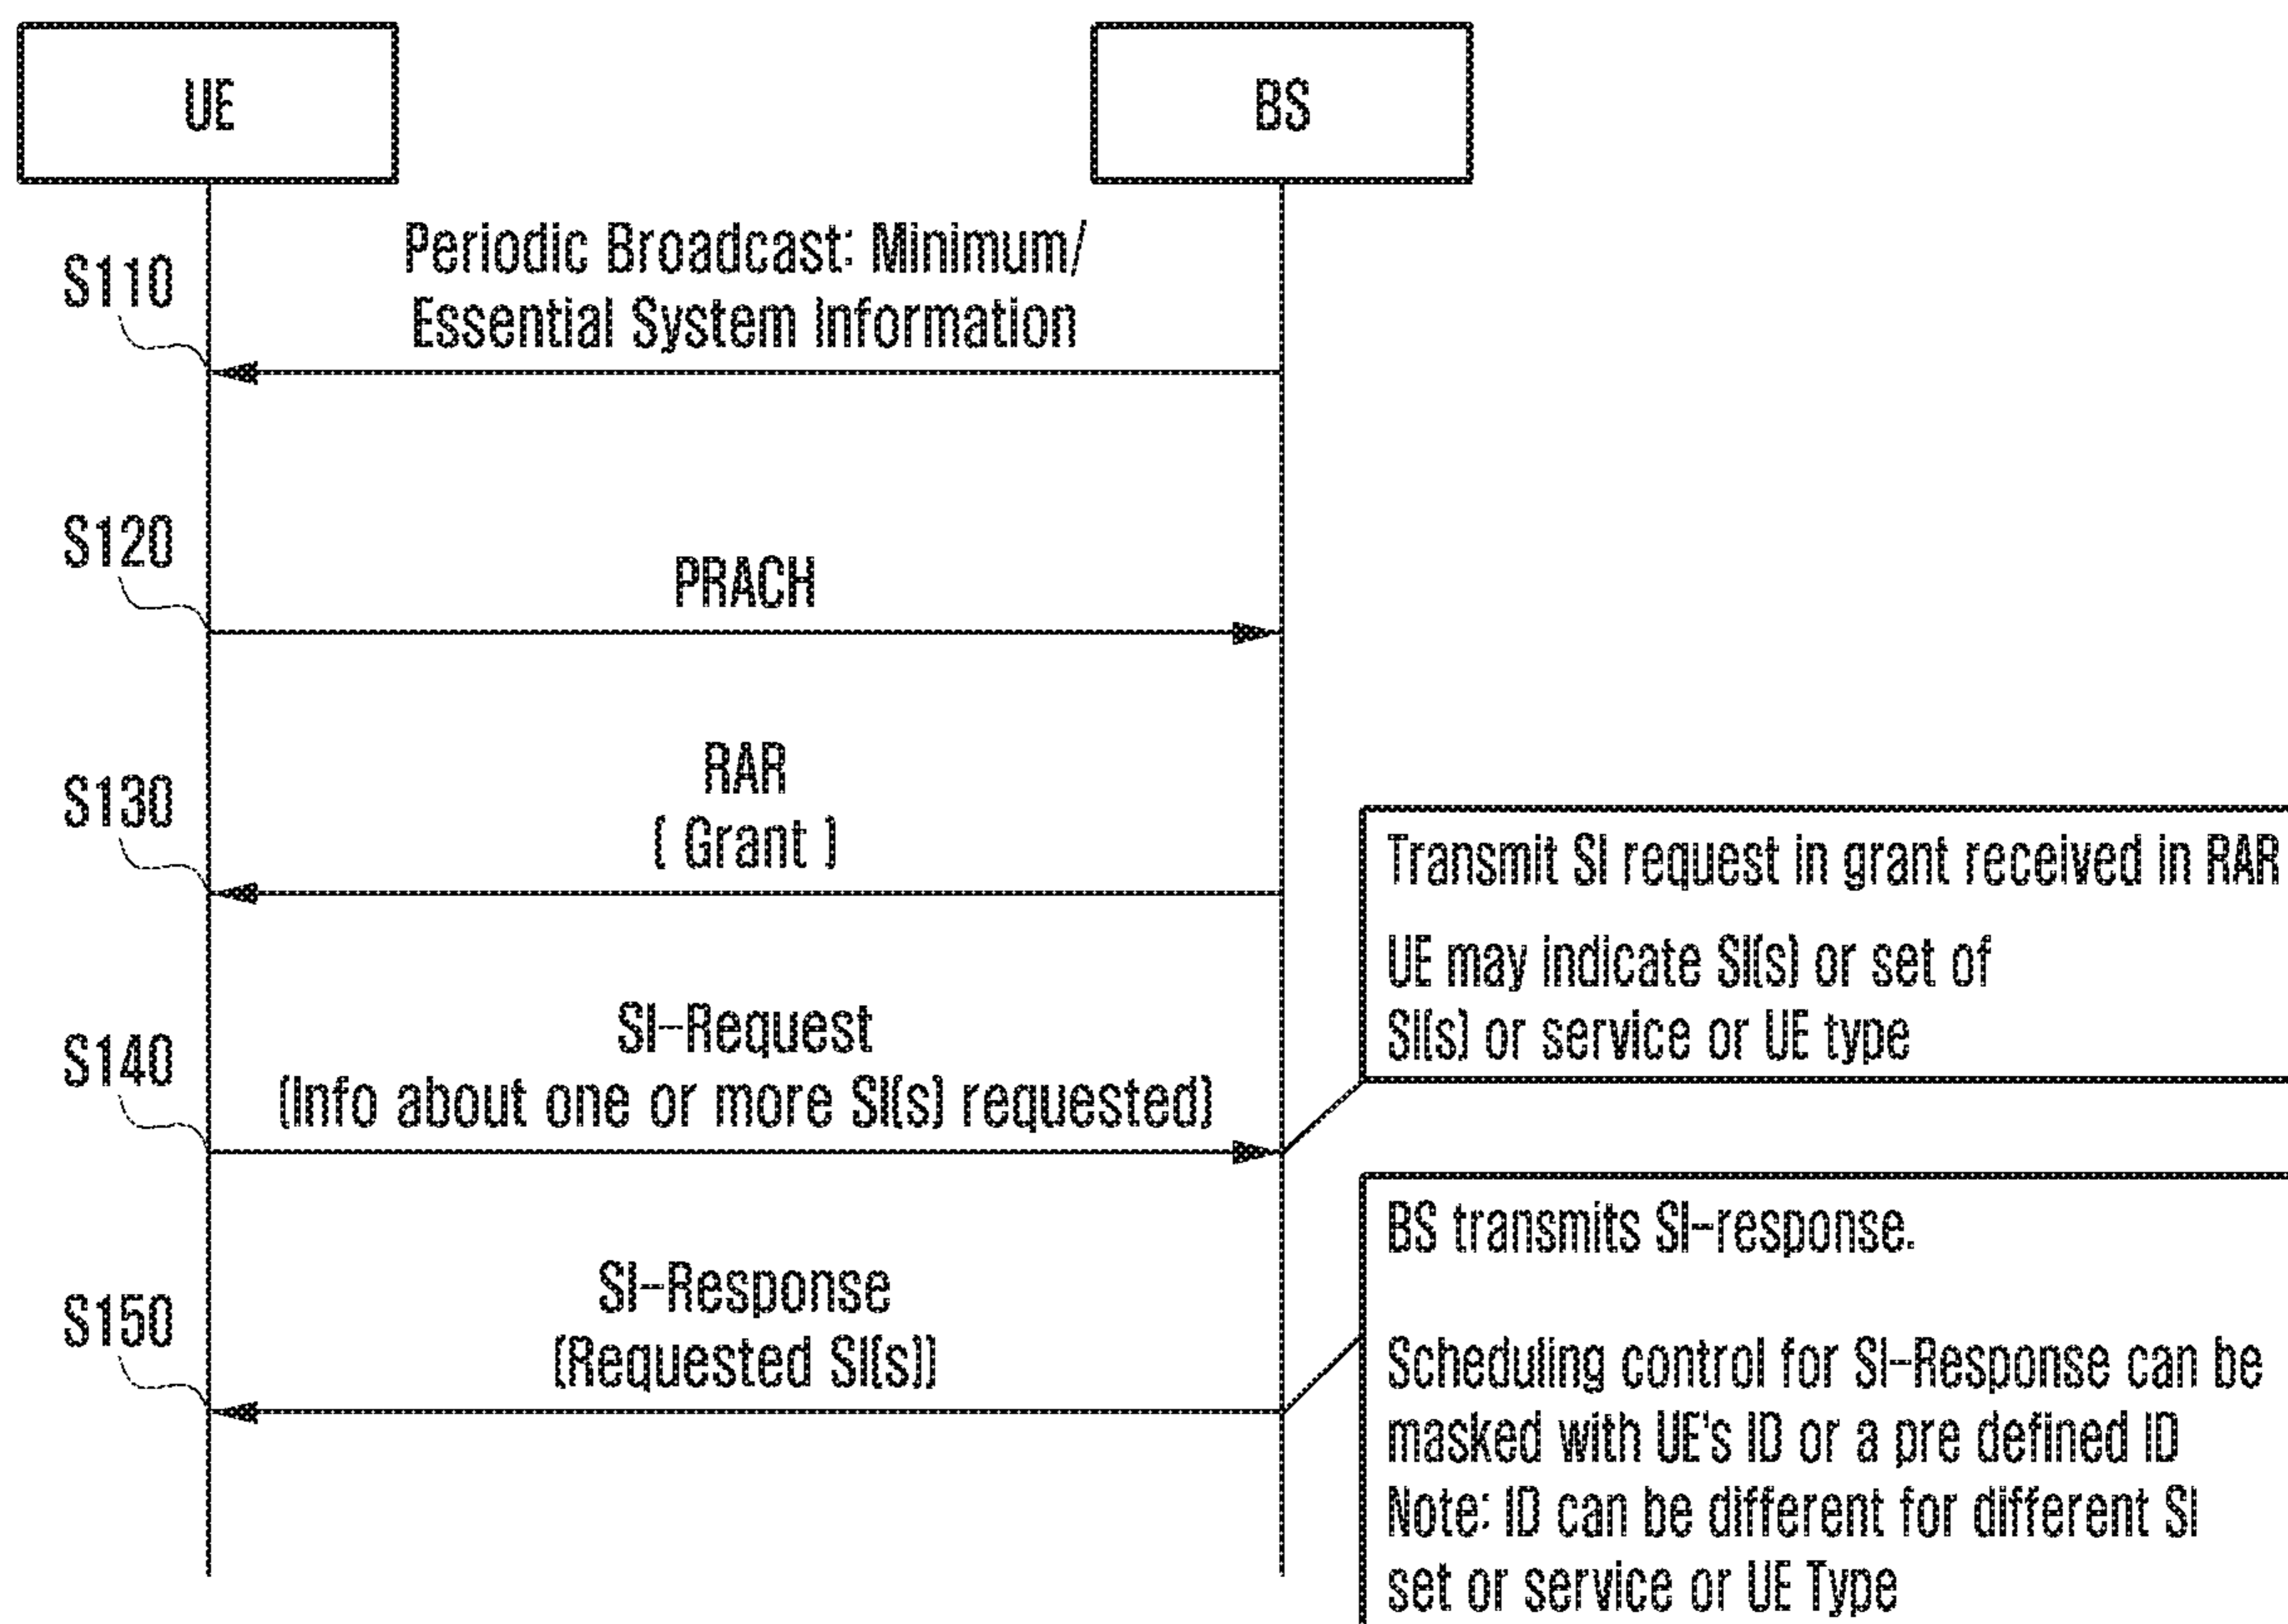 UE
BS
S110
Periodic Broadcast: Minimum/
Essential System Information
S120
PRACH
S130
RAR
( Grant )
Transmit SI request in grant received in RAR
UE may indicate SI(s) or set of
SI(s) or service or UE type
S140
SI-Request
(Info about one or more SI(s) requested)
BS transmits SI-response.
Scheduling control for SI-Response can be
masked with UE's ID or a pre defined ID
Note: ID can be different for different SI
set or service or UE Type
S150
SI-Response
(Requested SI(s))